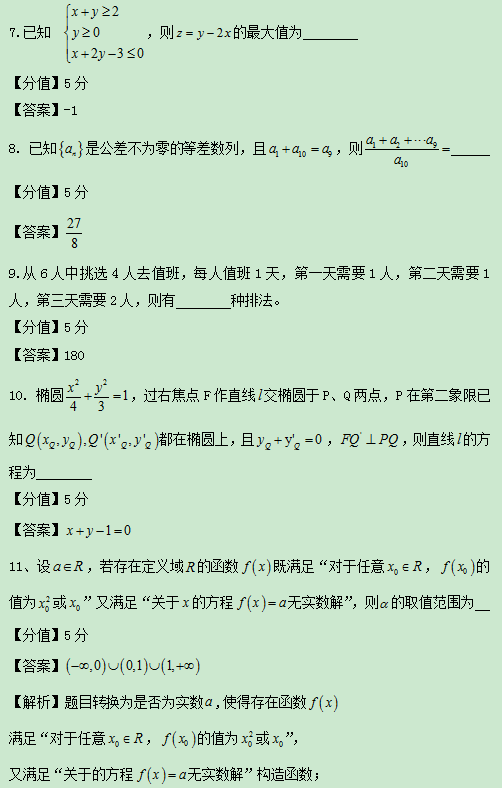 7.已知 { x+y≥2 y≥0 x+2y-3≤0 ，则z=y-2x的最大值为________
【分值】5分
【答案】-1
8. 已知{aₙ}是公差不为零的等差数列，且a₁+a₁₀=a₉，则(a₁+a₂+⋯a₉)/a₁₀=______
【分值】5分
【答案】27/8
9.从6人中挑选4人去值班，每人值班1天，第一天需要1人，第二天需要1
人，第三天需要2人，则有________种排法。
【分值】5分
【答案】180
10. 椭圆x²/4+y²/3=1，过右焦点F作直线l交椭圆于P、Q两点，P在第二象限已
知Q(x_Q,y_Q),Q'(x'_Q,y'_Q)都在椭圆上，且y_Q+y'_Q=0，FQ'⊥PQ，则直线l的方
程为________
【分值】5分
【答案】x+y-1=0
11、设a∈R，若存在定义域R的函数f(x)既满足“对于任意x₀∈R，f(x₀)的
值为x₀²或x₀”又满足“关于x的方程f(x)=a无实数解”，则α的取值范围为__
【分值】5分
【答案】(-∞,0)∪(0,1)∪(1,+∞)
【解析】题目转换为是否为实数a,使得存在函数f(x)
满足“对于任意x₀∈R，f(x₀)的值为x₀²或x₀”，
又满足“关于的方程f(x)=a无实数解”构造函数；